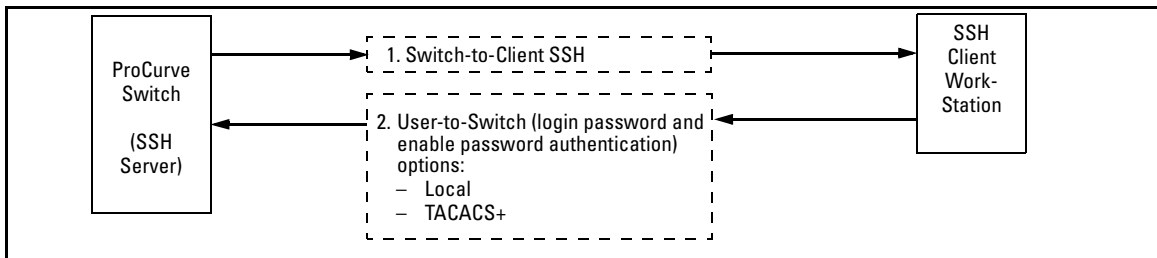 ProCurve
Switch
(SSH
Server)
1. Switch-to-Client SSH
2. User-to-Switch (login password and
enable password authentication)
options:
– Local
– TACACS+
SSH
Client
Work-
Station